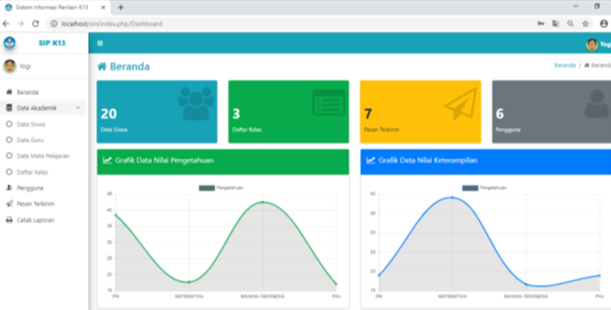 Sistem Informasi Penilain K13
localhost/sin/index.php/Dashboard
SIP K13
Yogi
Yogi
Beranda
Data Akademik
Data Siswa
Data Guru
Data Mata Pelajaran
Daftar Kelas
Pengguna
Pesan Terkirim
Catak Laporan
Beranda
Beranda / Beranda
20
Data Siswa
3
Daftar Kelas
7
Pesan Terkirim
6
Pengguna
Grafik Data Nilai Pengetahuan
Pengetahuan
45
40
35
30
25
20
15
IPA
MATEMATIKA
BAHASA INDONESIA
PKn
Grafik Data Nilai Keterampilan
Pengetahuan
40
35
30
25
20
15
IPA
MATEMATIKA
BAHASA INDONESIA
PKn